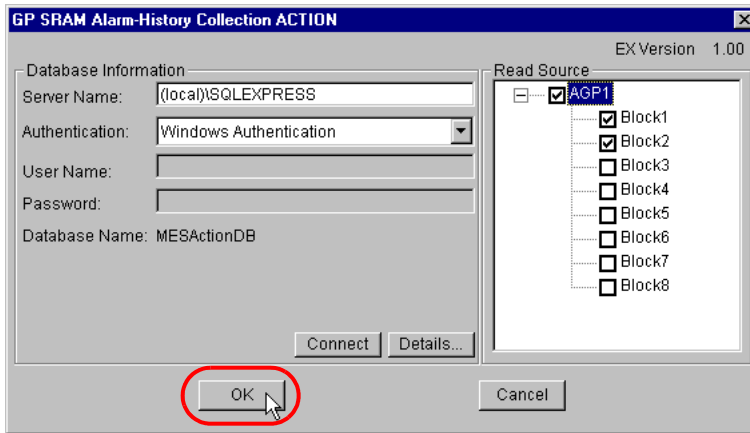 GP SRAM Alarm-History Collection ACTION
EX Version 1.00
Database Information
Server Name: (local)\SQLEXPRESS
Authentication: Windows Authentication
User Name:
Password:
Database Name: MESActionDB
Connect Details...
Read Source
AGP1
Block1
Block2
Block3
Block4
Block5
Block6
Block7
Block8
OK Cancel